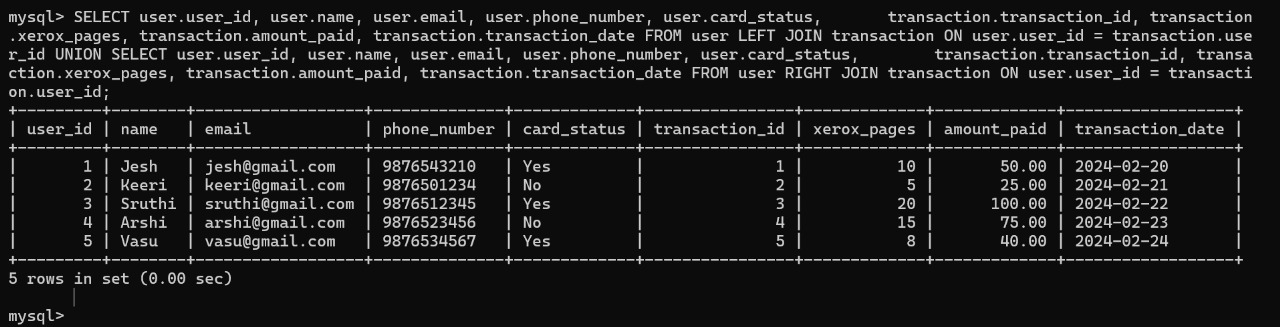 mysql> SELECT user.user_id, user.name, user.email, user.phone_number, user.card_status,       transaction.transaction_id, transaction
.xerox_pages, transaction.amount_paid, transaction.transaction_date FROM user LEFT JOIN transaction ON user.user_id = transaction.use
r_id UNION SELECT user.user_id, user.name, user.email, user.phone_number, user.card_status,        transaction.transaction_id, transa
ction.xerox_pages, transaction.amount_paid, transaction.transaction_date FROM user RIGHT JOIN transaction ON user.user_id = transacti
on.user_id;
+---------+--------+------------------+--------------+-------------+----------------+-------------+-------------+------------------+
| user_id | name   | email            | phone_number | card_status | transaction_id | xerox_pages | amount_paid | transaction_date |
+---------+--------+------------------+--------------+-------------+----------------+-------------+-------------+------------------+
|       1 | Jesh   | jesh@gmail.com   | 9876543210   | Yes         |              1 |          10 |       50.00 | 2024-02-20       |
|       2 | Keeri  | keeri@gmail.com  | 9876501234   | No          |              2 |           5 |       25.00 | 2024-02-21       |
|       3 | Sruthi | sruthi@gmail.com | 9876512345   | Yes         |              3 |          20 |      100.00 | 2024-02-22       |
|       4 | Arshi  | arshi@gmail.com  | 9876523456   | No          |              4 |          15 |       75.00 | 2024-02-23       |
|       5 | Vasu   | vasu@gmail.com   | 9876534567   | Yes         |              5 |           8 |       40.00 | 2024-02-24       |
+---------+--------+------------------+--------------+-------------+----------------+-------------+-------------+------------------+
5 rows in set (0.00 sec)
mysql>